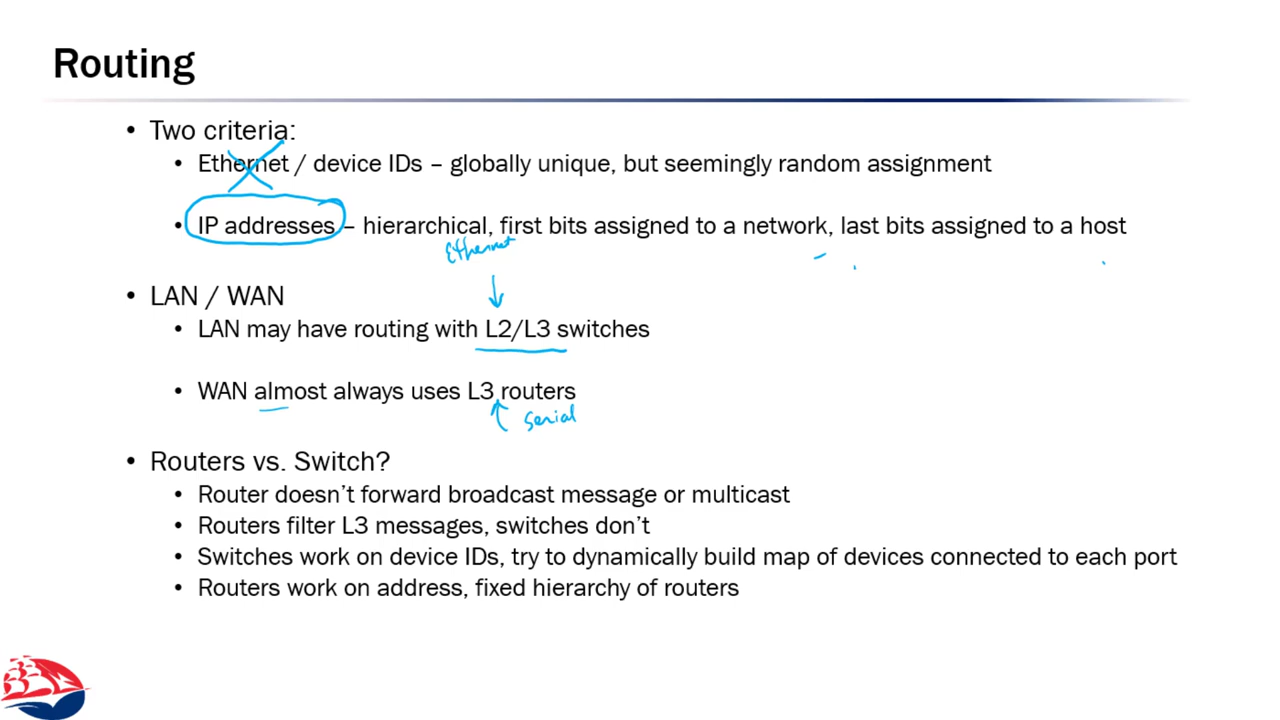 Routing
• Two criteria:
• Ethernet / device IDs – globally unique, but seemingly random assignment
• IP addresses – hierarchical, first bits assigned to a network, last bits assigned to a host
Ethernet
• LAN / WAN
• LAN may have routing with L2/L3 switches
• WAN almost always uses L3 routers
Serial
• Routers vs. Switch?
• Router doesn't forward broadcast message or multicast
• Routers filter L3 messages, switches don't
• Switches work on device IDs, try to dynamically build map of devices connected to each port
• Routers work on address, fixed hierarchy of routers